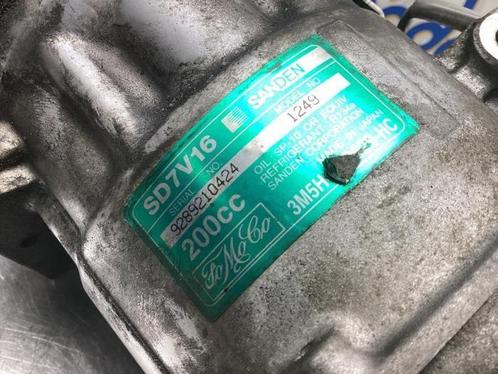 SD7V16 SANDEN
SERIAL NO. MODEL NO
9289210424 1249
200CC OIL SP-10 OR EQUIV
REFRIGERANT R134a
SANDEN CORPORATION
IN JAPAN
FoMoCo 3M5H HC